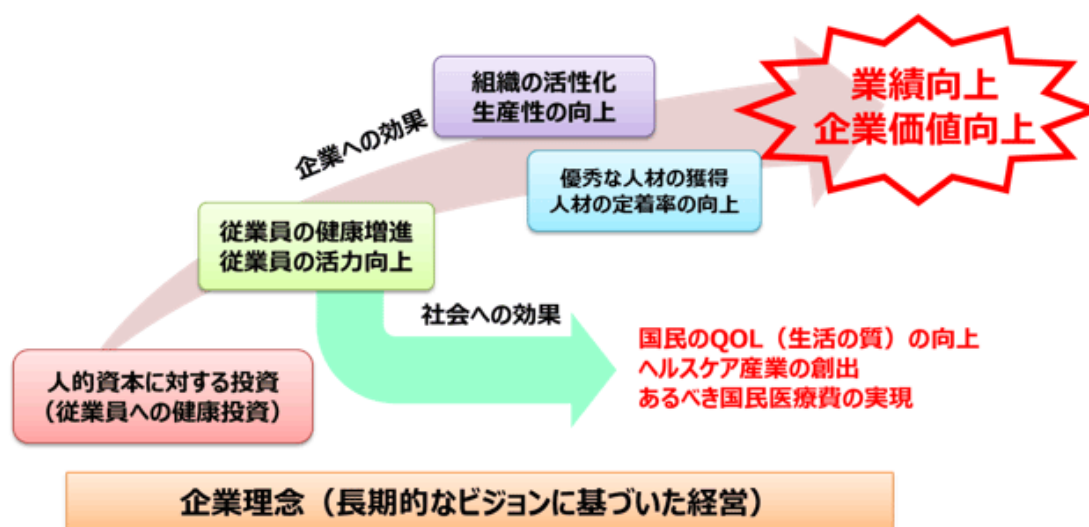 組織の活性化
生産性の向上
業績向上
企業価値向上
企業への効果
優秀な人材の獲得
人材の定着率の向上
従業員の健康増進
従業員の活力向上
社会への効果
国民のQOL（生活の質）の向上
ヘルスケア産業の創出
あるべき国民医療費の実現
人的資本に対する投資
（従業員への健康投資）
企業理念（長期的なビジョンに基づいた経営）